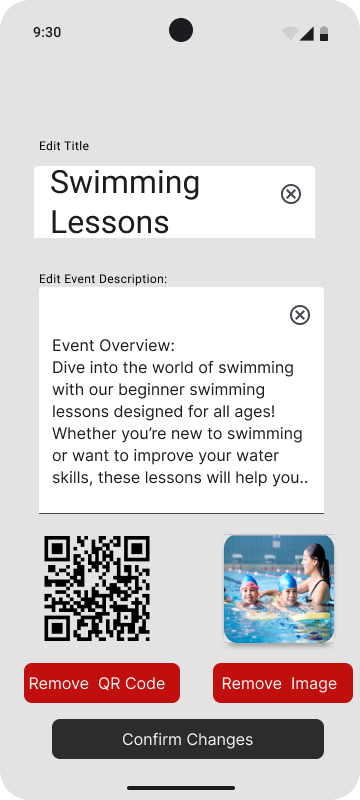 9:30
Edit Title
Swimming
Lessons
Edit Event Description:
Event Overview:
Dive into the world of swimming
with our beginner swimming
lessons designed for all ages!
Whether you’re new to swimming
or want to improve your water
skills, these lessons will help you..
Remove QR Code
Remove Image
Confirm Changes